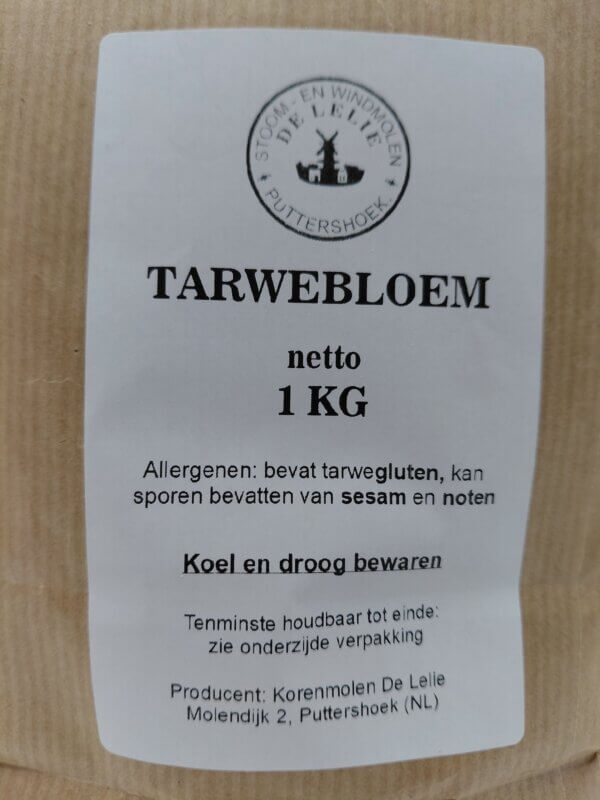 STOOM- EN WINDMOLEN
DE LELIE
PUTTERSHOEK.
TARWEBLOEM
netto
1 KG
Allergenen: bevat tarwegluten, kan
sporen bevatten van sesam en noten
Koel en droog bewaren
Tenminste houdbaar tot einde:
zie onderzijde verpakking
Producent: Korenmolen De Lelie
Molendijk 2, Puttershoek (NL)